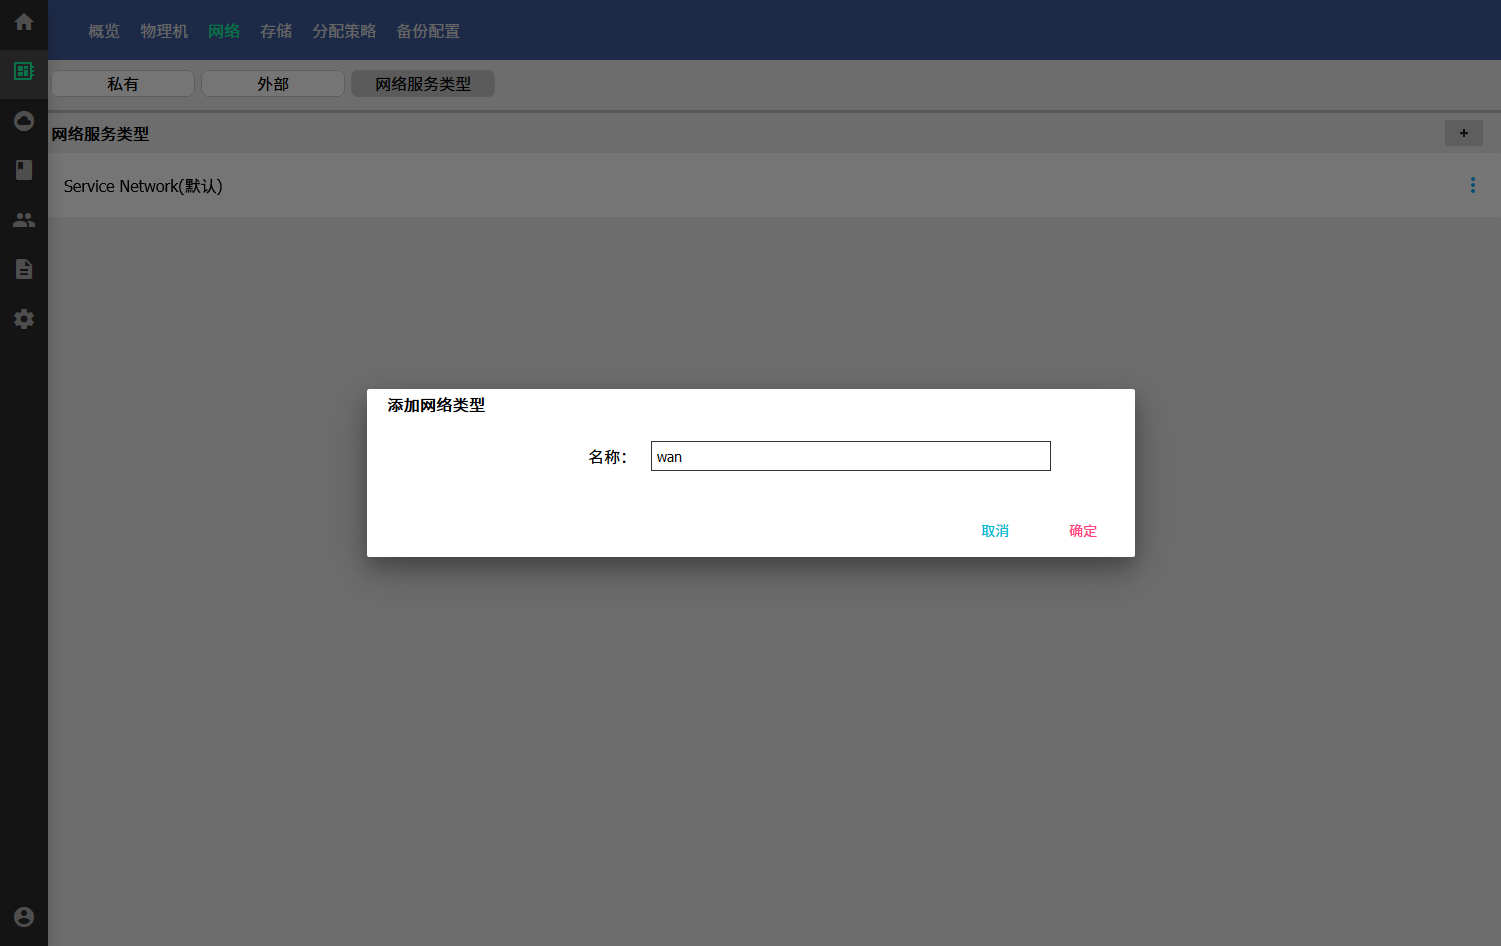 概览 物理机 网络 存储 分配策略 备份配置
私有 外部 网络服务类型
网络服务类型 +
Service Network(默认)
添加网络类型
名称： wan
取消 确定